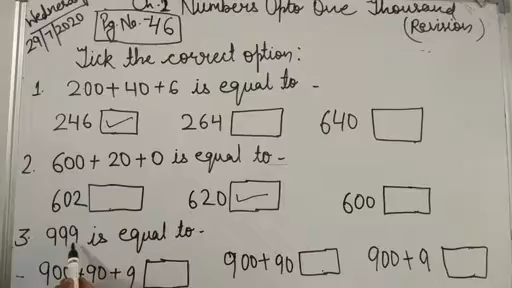 Wednesday Ch-2 Numbers Upto One Thousand
29/7/2020 Pg.No.-46 (Revision)
Tick the correct option:
1. 200+40+6 is equal to -
246 264 640
2. 600+20+0 is equal to -
602 620 600
3. 999 is equal to -
- 900+90+9 900+90 900+9